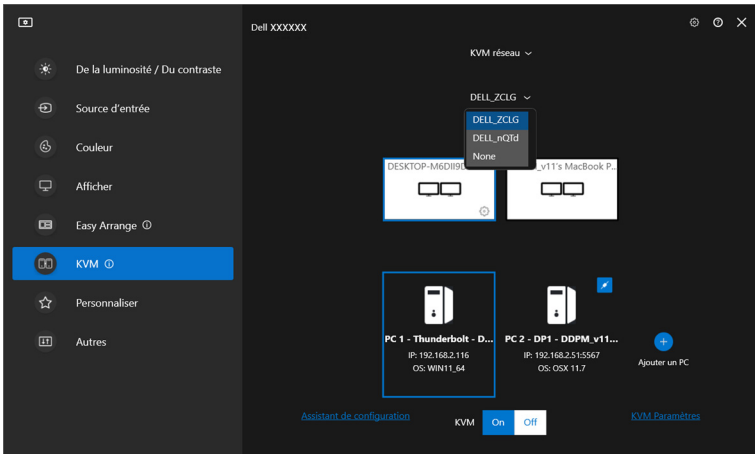 Dell XXXXXX
De la luminosité / Du contraste
Source d'entrée
Couleur
Afficher
Easy Arrange
KVM
Personnaliser
Autres
KVM réseau
DELL_ZCLG
DELL_ZCLG
DELL_nQTd
None
DESKTOP-M6DII9
_v11's MacBook P...
PC 1 - Thunderbolt - D...
IP: 192.168.2.116
OS: WIN11_64
PC 2 - DP1 - DDPM_v11...
IP: 192.168.2.51:5567
OS: OSX 11.7
Ajouter un PC
Assistant de configuration
KVM
On
Off
KVM Paramètres